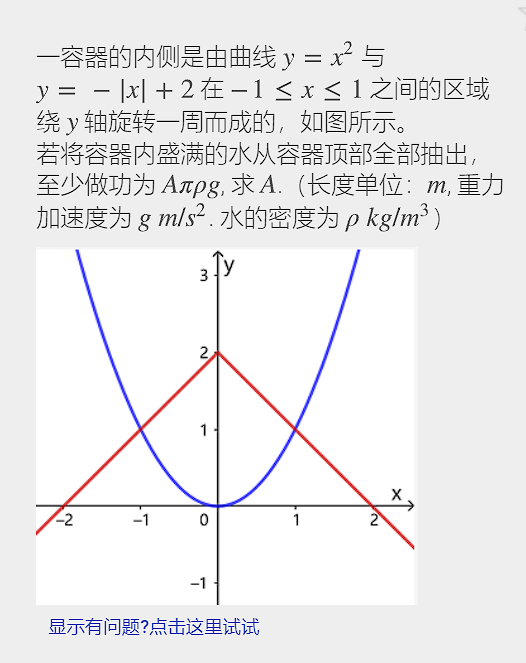 一容器的内侧是由曲线 y = x² 与
y = − |x| + 2 在 − 1 ≤ x ≤ 1 之间的区域
绕 y 轴旋转一周而成的，如图所示。
若将容器内盛满的水从容器顶部全部抽出，
至少做功为 Aπρg, 求 A.（长度单位：m, 重力
加速度为 g m/s². 水的密度为 ρ kg/m³）
y
3
2
1
x
−2 −1 0 1 2
−1
显示有问题?点击这里试试